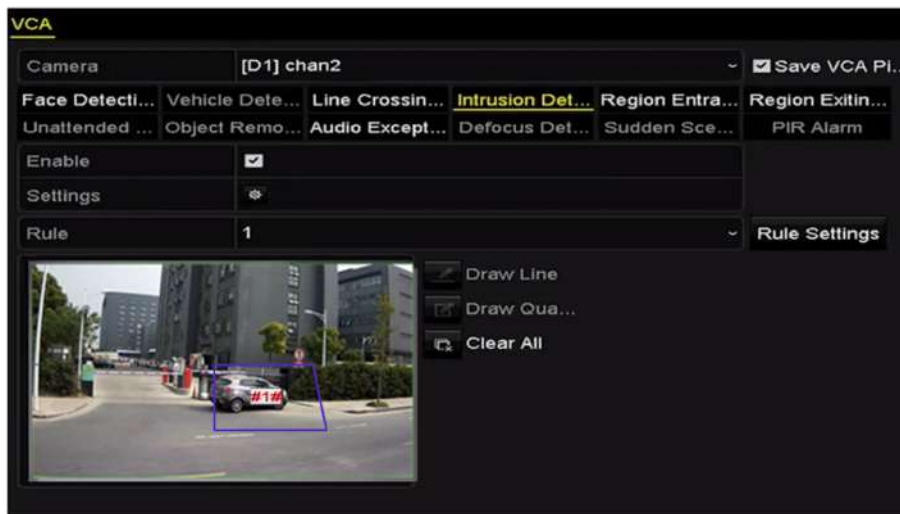 VCA
Camera [D1] chan2 Save VCA Pi..
Face Detecti... Vehicle Dete... Line Crossin... Intrusion Det... Region Entra... Region Exitin...
Unattended ... Object Remo... Audio Except... Defocus Det... Sudden Sce... PIR Alarm
Enable
Settings
Rule 1 Rule Settings
Draw Line
Draw Qua...
Clear All
#1#